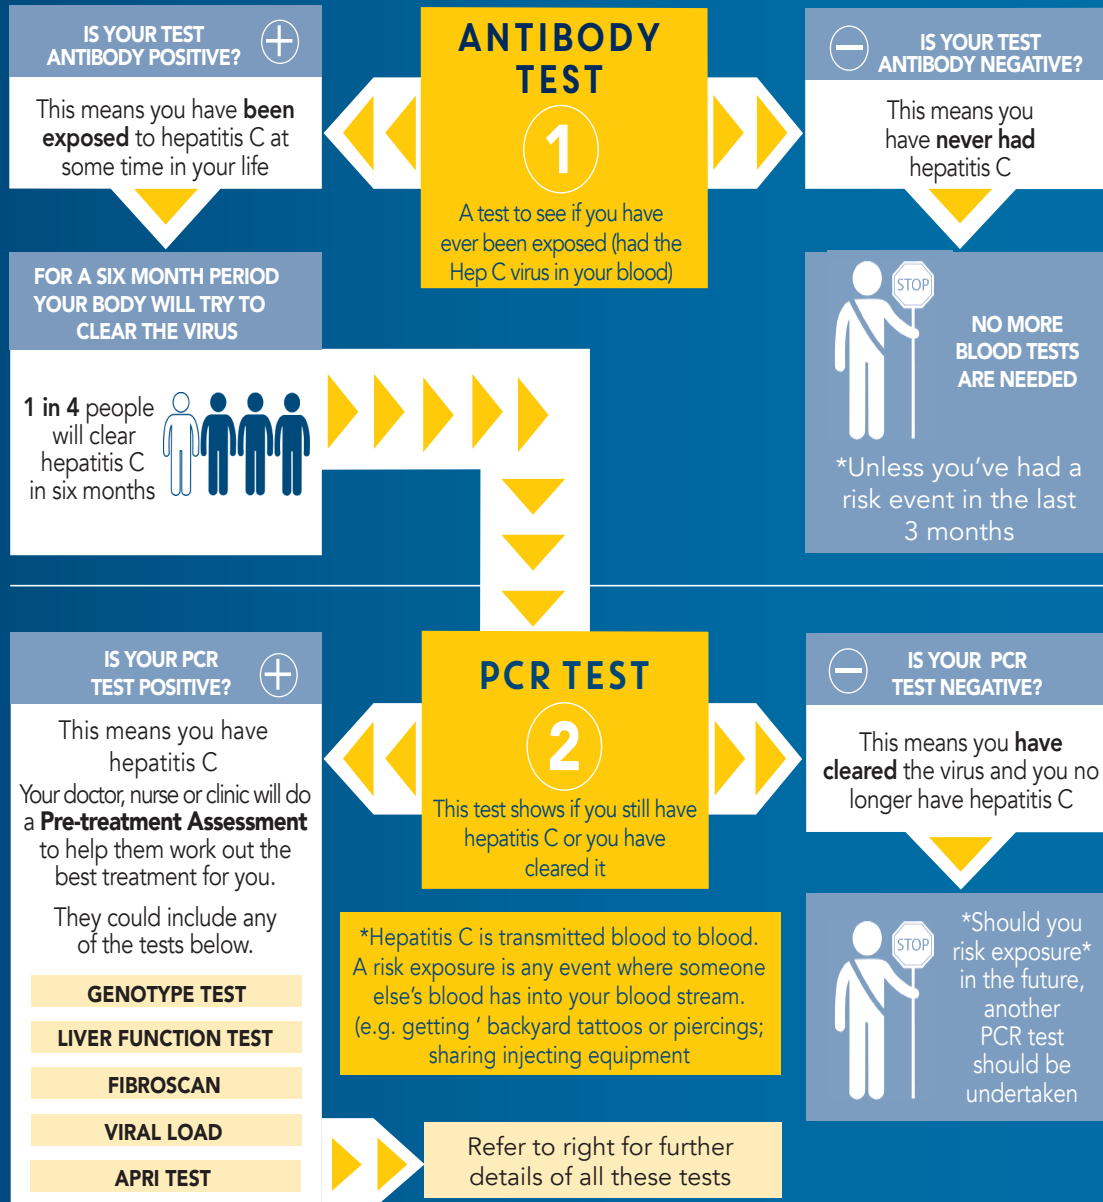 IS YOUR TEST
ANTIBODY POSITIVE?
This means you have been
exposed to hepatitis C at
some time in your life
ANTIBODY
TEST
1
A test to see if you have
ever been exposed (had the
Hep C virus in your blood)
IS YOUR TEST
ANTIBODY NEGATIVE?
This means you
have never had
hepatitis C
FOR A SIX MONTH PERIOD
YOUR BODY WILL TRY TO
CLEAR THE VIRUS
1 in 4 people
will clear
hepatitis C
in six months
STOP
NO MORE
BLOOD TESTS
ARE NEEDED
*Unless you've had a
risk event in the last
3 months
IS YOUR PCR
TEST POSITIVE?
This means you have
hepatitis C
Your doctor, nurse or clinic will do
a Pre-treatment Assessment
to help them work out the
best treatment for you.
They could include any
of the tests below.
GENOTYPE TEST
LIVER FUNCTION TEST
FIBROSCAN
VIRAL LOAD
APRI TEST
PCR TEST
2
This test shows if you still have
hepatitis C or you have
cleared it
*Hepatitis C is transmitted blood to blood.
A risk exposure is any event where someone
else's blood has into your blood stream.
(e.g. getting ' backyard tattoos or piercings;
sharing injecting equipment
Refer to right for further
details of all these tests
IS YOUR PCR
TEST NEGATIVE?
This means you have
cleared the virus and you no
longer have hepatitis C
STOP
*Should you
risk exposure*
in the future,
another
PCR test
should be
undertaken